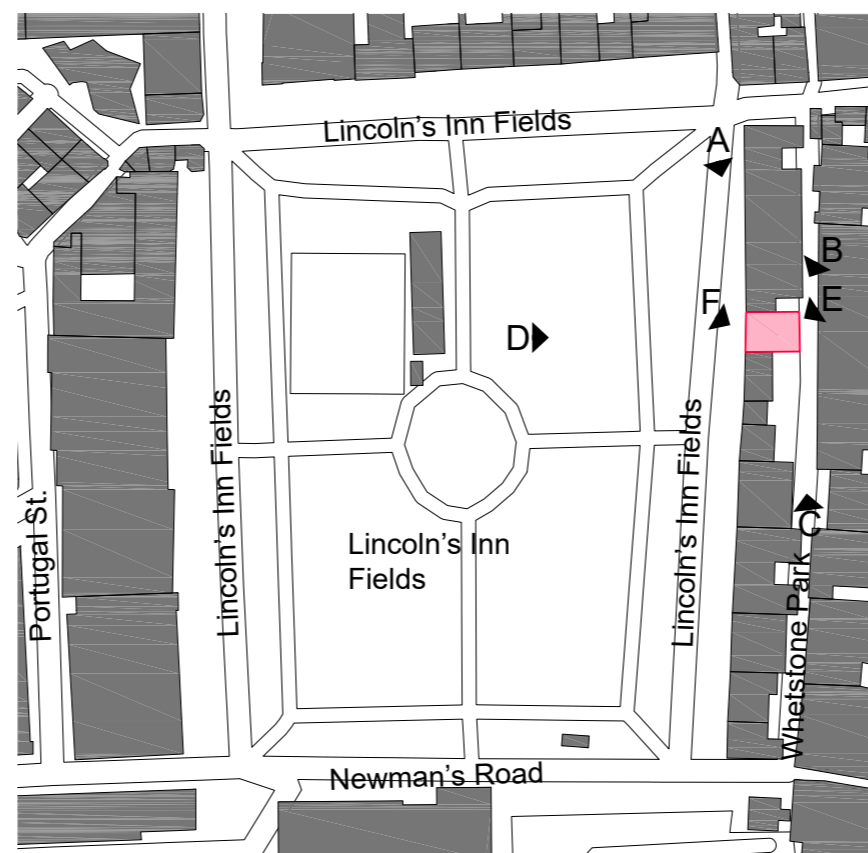 Lincoln's Inn Fields
A
B
E
F
D
Lincoln's Inn Fields
Lincoln's Inn Fields
Portugal St.
Lincoln's Inn
Fields
C
Whetstone Park
Newman's Road